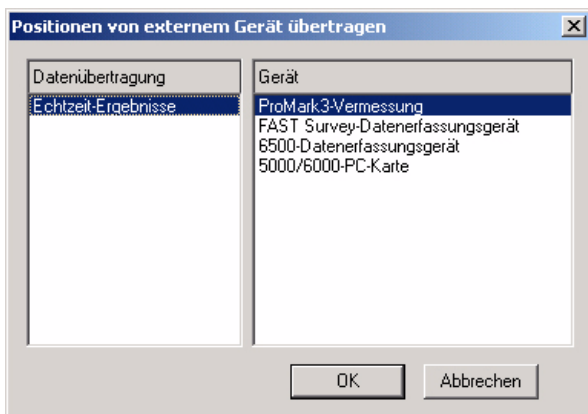 Positionen von externem Gerät übertragen
Datenübertragung
Echtzeit-Ergebnisse
Gerät
ProMark3-Vermessung
FAST Survey-Datenerfassungsgerät
6500-Datenerfassungsgerät
5000/6000-PC-Karte
OK
Abbrechen